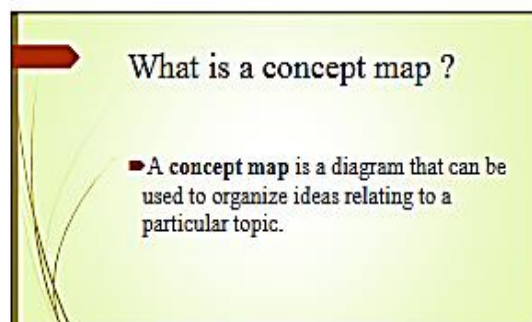 What is a concept map ?
A concept map is a diagram that can be
used to organize ideas relating to a
particular topic.